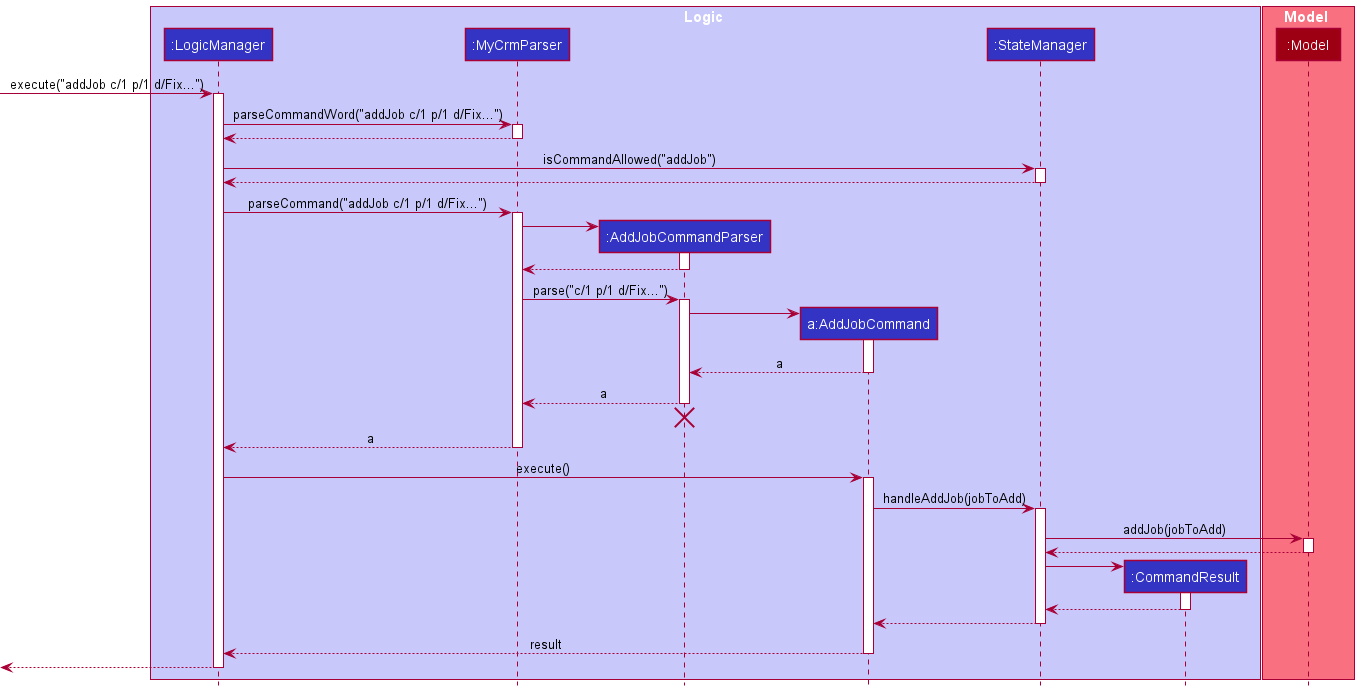 Logic
Model
:LogicManager
:MyCrmParser
:StateManager
:Model
execute("addJob c/1 p/1 d/Fix...")
parseCommandWord("addJob c/1 p/1 d/Fix...")
isCommandAllowed("addJob")
parseCommand("addJob c/1 p/1 d/Fix...")
:AddJobCommandParser
parse("c/1 p/1 d/Fix...")
a:AddJobCommand
a
a
a
execute()
handleAddJob(jobToAdd)
addJob(jobToAdd)
:CommandResult
result